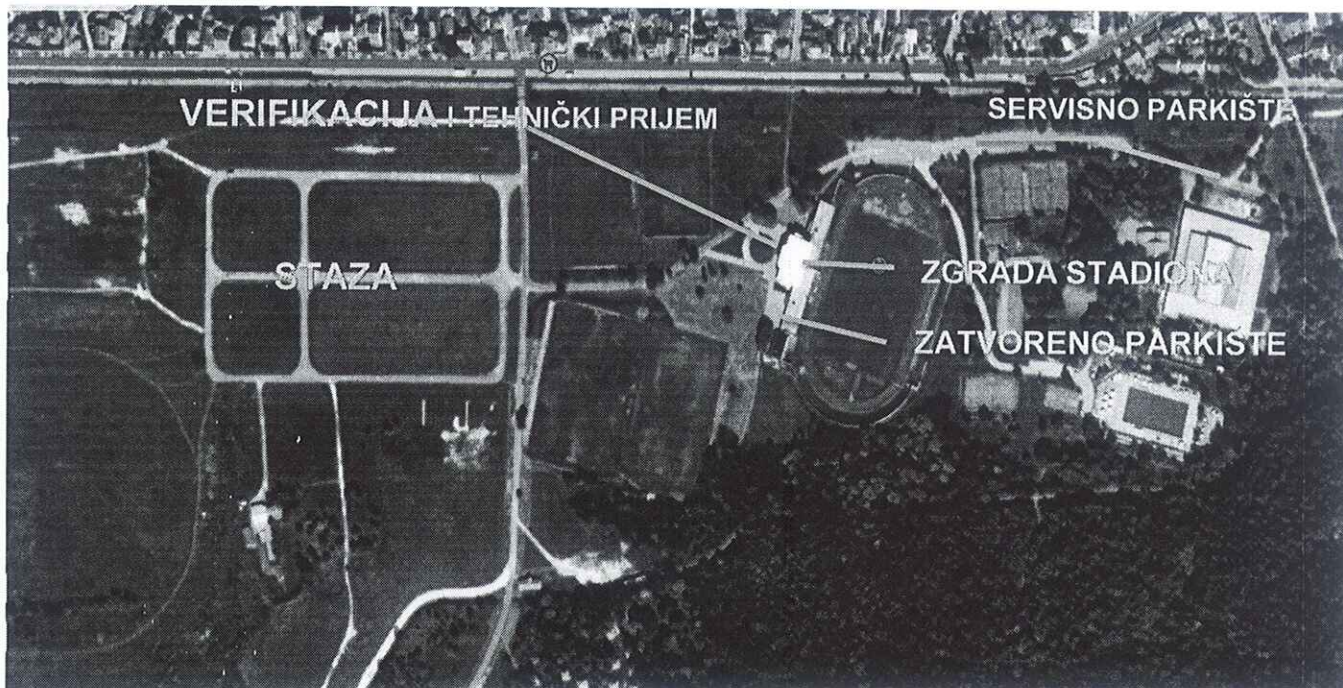 VERIFIKACIJA I TEHNIČKI PRIJEM
SERVISNO PARKIŠTE
STAZA
ZGRADA STADIONA
ZATVORENO PARKIŠTE